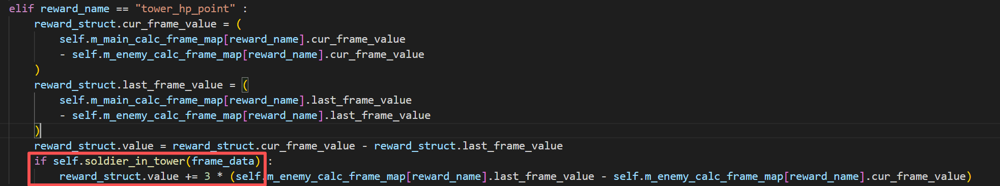 elif reward_name == "tower_hp_point" :
reward_struct.cur_frame_value = (
self.m_main_calc_frame_map[reward_name].cur_frame_value
- self.m_enemy_calc_frame_map[reward_name].cur_frame_value
)
reward_struct.last_frame_value = (
self.m_main_calc_frame_map[reward_name].last_frame_value
- self.m_enemy_calc_frame_map[reward_name].last_frame_value
)
reward_struct.value = reward_struct.cur_frame_value - reward_struct.last_frame_value
if self.soldier_in_tower(frame_data) :
reward_struct.value += 3 * (self.m_enemy_calc_frame_map[reward_name].last_frame_value - self.m_enemy_calc_frame_map[reward_name].cur_frame_value)